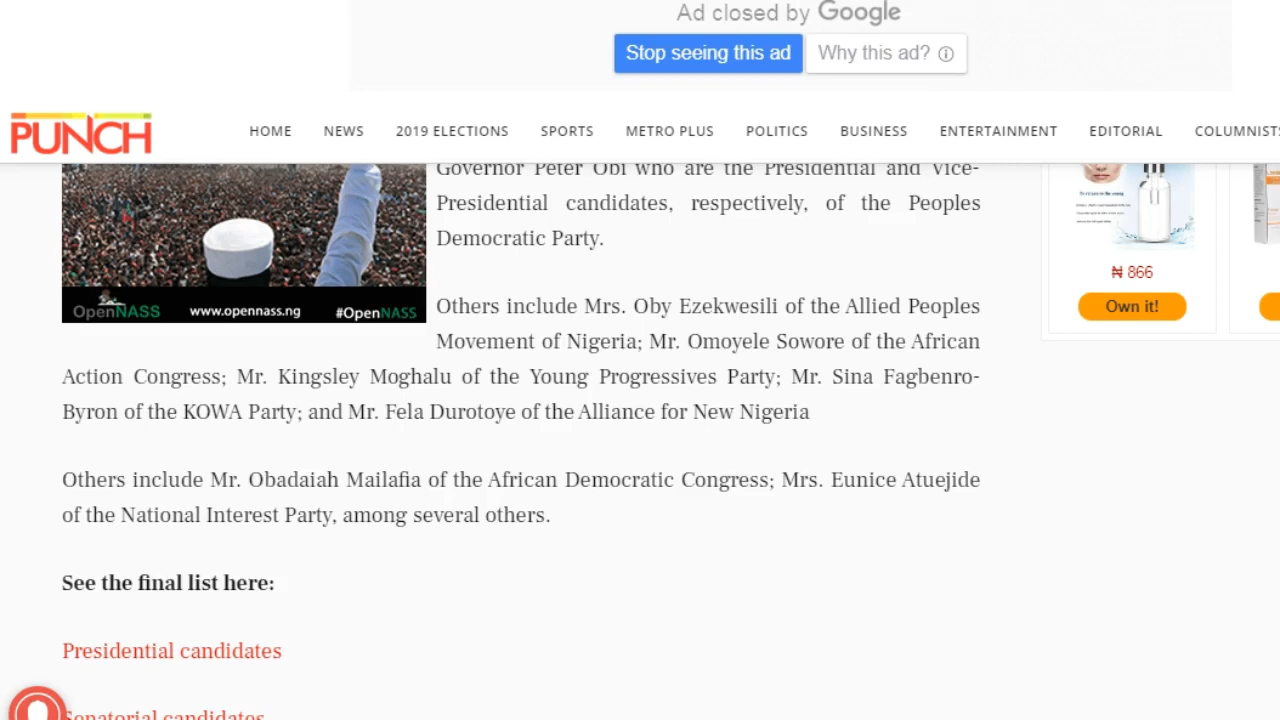 Ad closed by Google
Stop seeing this ad
Why this ad?
PUNCH
HOME NEWS 2019 ELECTIONS SPORTS METRO PLUS POLITICS BUSINESS ENTERTAINMENT EDITORIAL COLUMNISTS
Governor Peter Obi who are the Presidential and Vice-
Presidential candidates, respectively, of the Peoples
Democratic Party.
₦ 866
Own it!
OpenNASS www.opennass.ng #OpenNASS
Others include Mrs. Oby Ezekwesili of the Allied Peoples
Movement of Nigeria; Mr. Omoyele Sowore of the African
Action Congress; Mr. Kingsley Moghalu of the Young Progressives Party; Mr. Sina Fagbenro-
Byron of the KOWA Party; and Mr. Fela Durotoye of the Alliance for New Nigeria
Others include Mr. Obadaiah Mailafia of the African Democratic Congress; Mrs. Eunice Atuejide
of the National Interest Party, among several others.
See the final list here:
Presidential candidates
Senatorial candidates